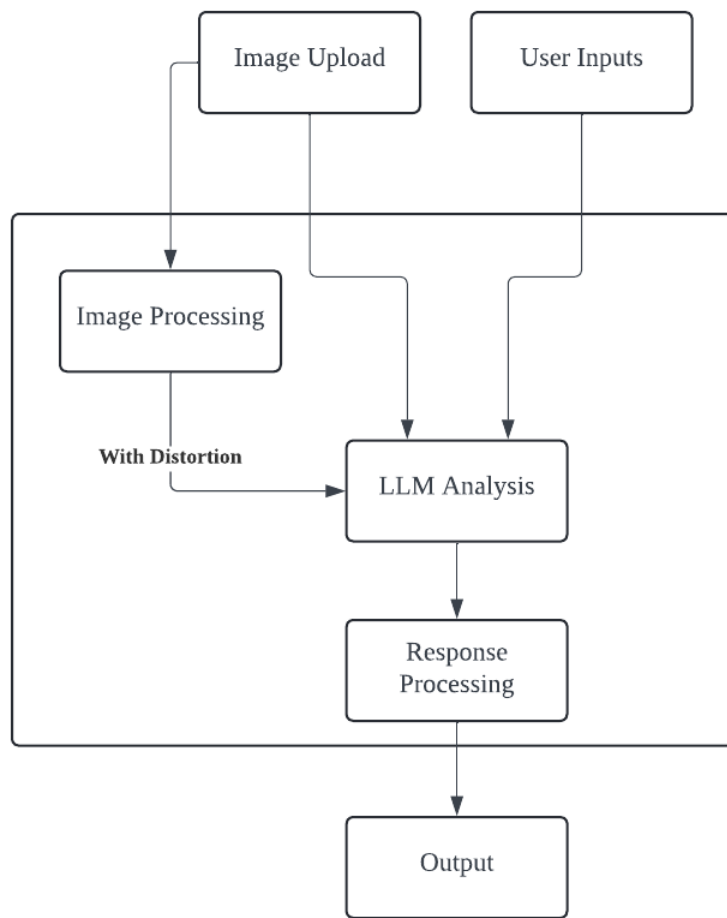 Image Upload
User Inputs
Image Processing
With Distortion
LLM Analysis
Response
Processing
Output